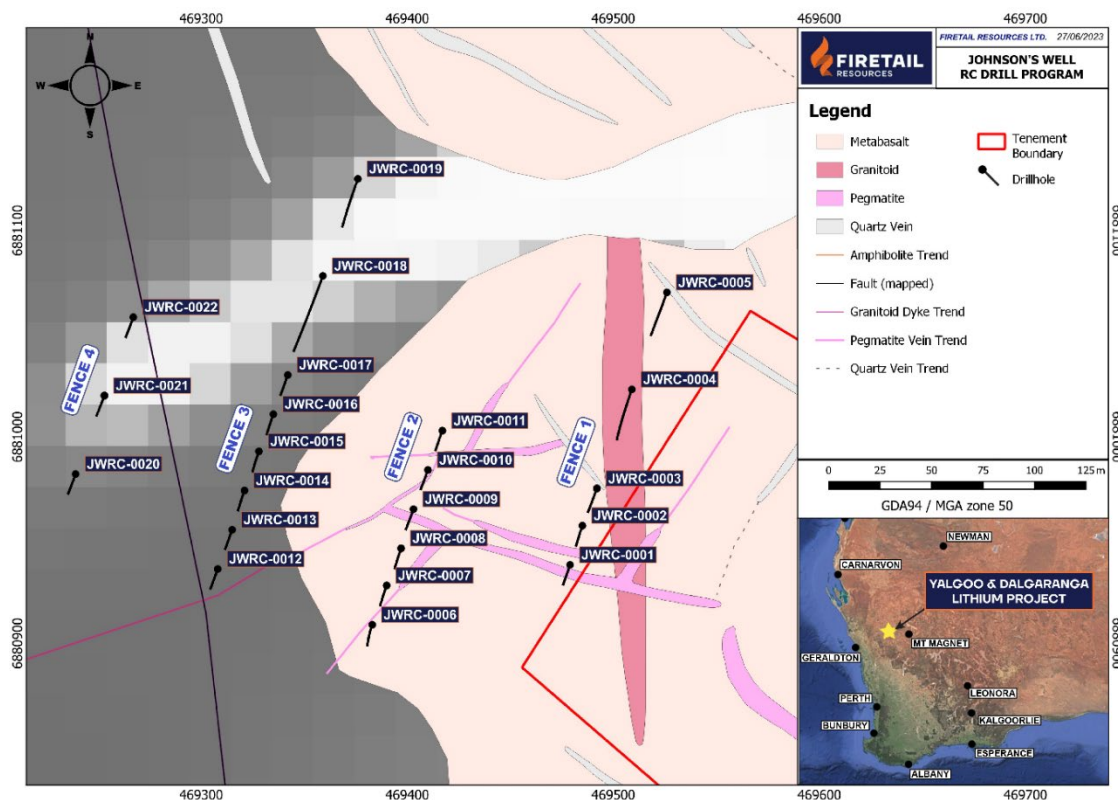 469300 469400 469500 469600 469700
N
W E
S
6881100
6881000
6880900
JWRC-0019
JWRC-0018
JWRC-0005
JWRC-0022
JWRC-0017
JWRC-0004
JWRC-0021
FENCE 4
JWRC-0016
JWRC-0011
JWRC-0015
FENCE 3
FENCE 2
FENCE 1
JWRC-0010
JWRC-0020
JWRC-0014
JWRC-0003
JWRC-0009
JWRC-0013
JWRC-0002
JWRC-0008
JWRC-0001
JWRC-0012
JWRC-0007
JWRC-0006
FIRETAIL
RESOURCES
FIRETAIL RESOURCES LTD. 27/06/2023
JOHNSON'S WELL
RC DRILL PROGRAM
Legend
Metabasalt
Granitoid
Pegmatite
Quartz Vein
Amphibolite Trend
Fault (mapped)
Granitoid Dyke Trend
Pegmatite Vein Trend
Quartz Vein Trend
Tenement
Boundary
Drillhole
0 25 50 75 100 125 m
GDA94 / MGA zone 50
NEWMAN
CARNARVON
YALGOO & DALGARANGA
LITHIUM PROJECT
MT MAGNET
GERALDTON
LEONORA
PERTH
KALGOORLIE
BUNBURY
ESPERANCE
ALBANY
6881100
6881000
6880900
469300 469400 469500 469600 469700